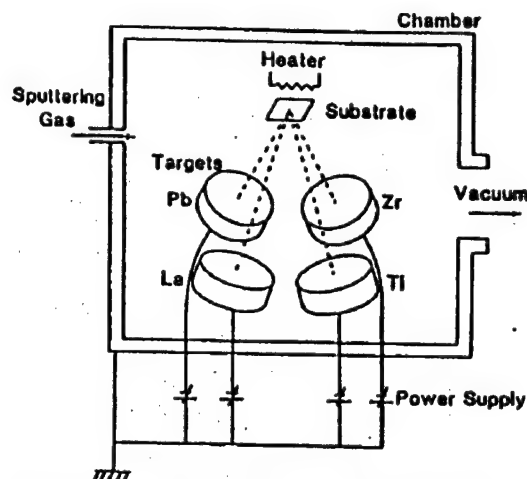 Chamber
Heater
Sputtering
Gas
Substrate
Targets
Pb
Zr
Vacuum
La
Ti
Power Supply